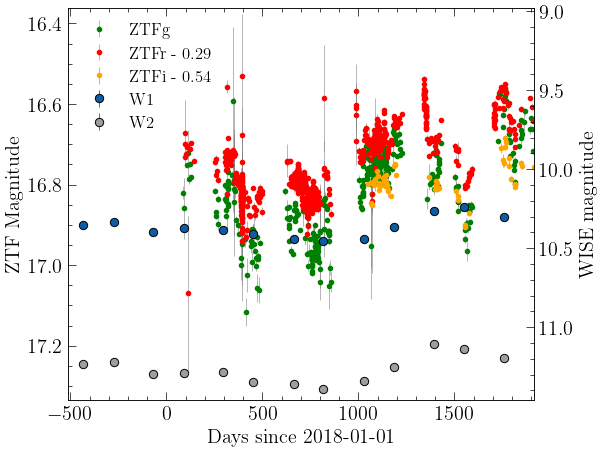 16.4
16.6
16.8
17.0
17.2
ZTF Magnitude
ZTFg
ZTFr - 0.29
ZTFi - 0.54
W1
W2
9.0
9.5
10.0
10.5
11.0
WISE magnitude
−500 0 500 1000 1500
Days since 2018-01-01